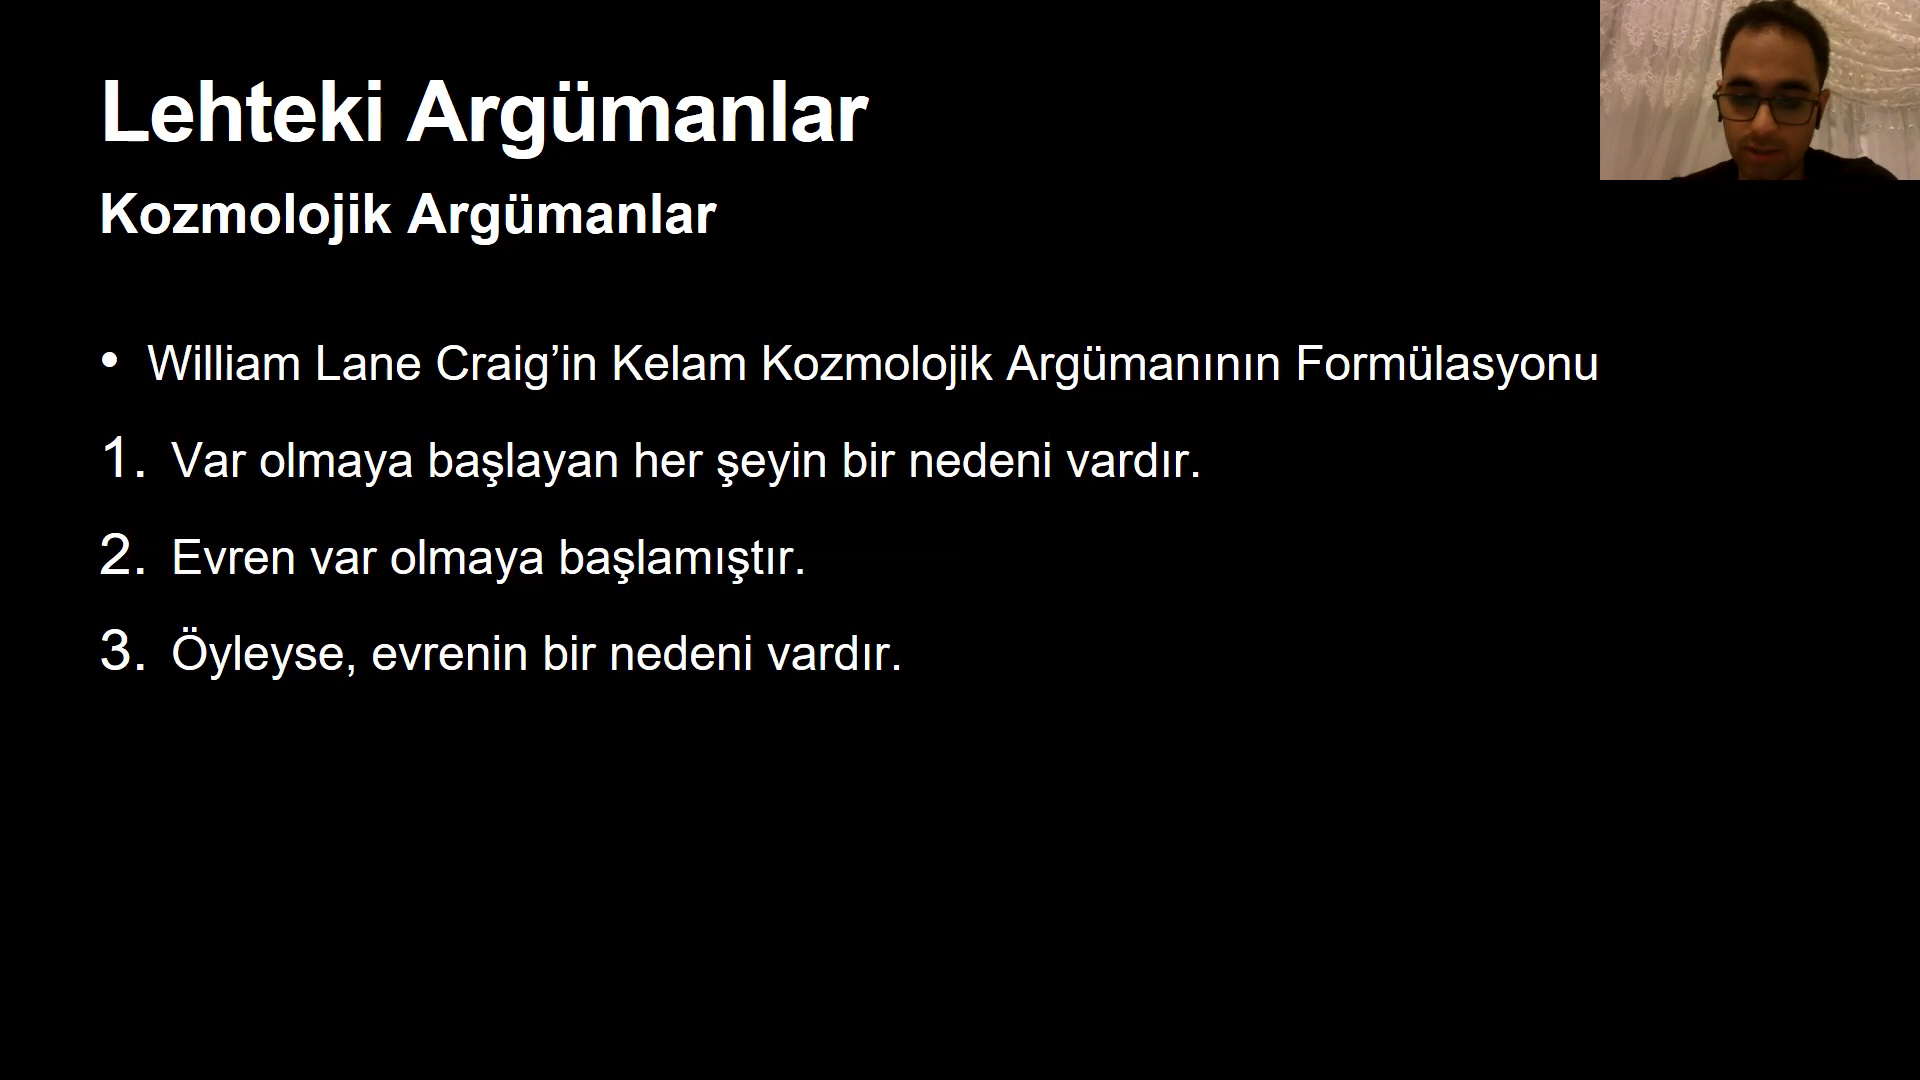 Lehteki Argümanlar
Kozmolojik Argümanlar
• William Lane Craig’in Kelam Kozmolojik Argümanının Formülasyonu
1. Var olmaya başlayan her şeyin bir nedeni vardır.
2. Evren var olmaya başlamıştır.
3. Öyleyse, evrenin bir nedeni vardır.